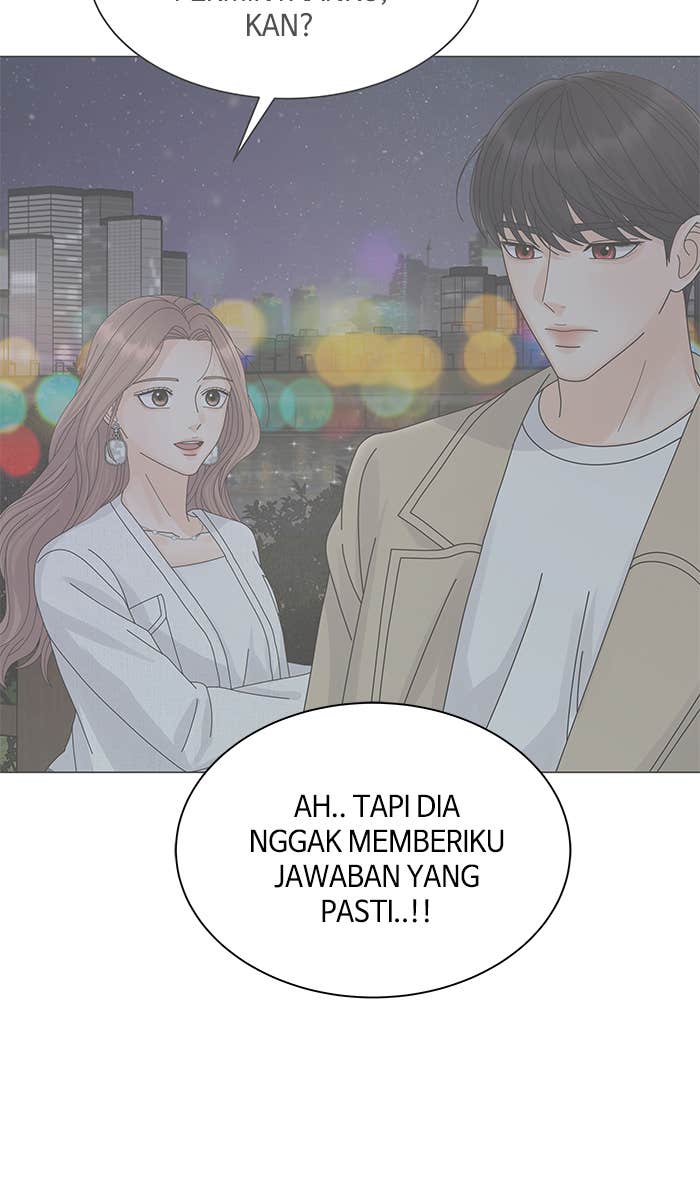 KAN?
AH.. TAPI DIA
NGGAK MEMBERIKU
JAWABAN YANG
PASTI..!!